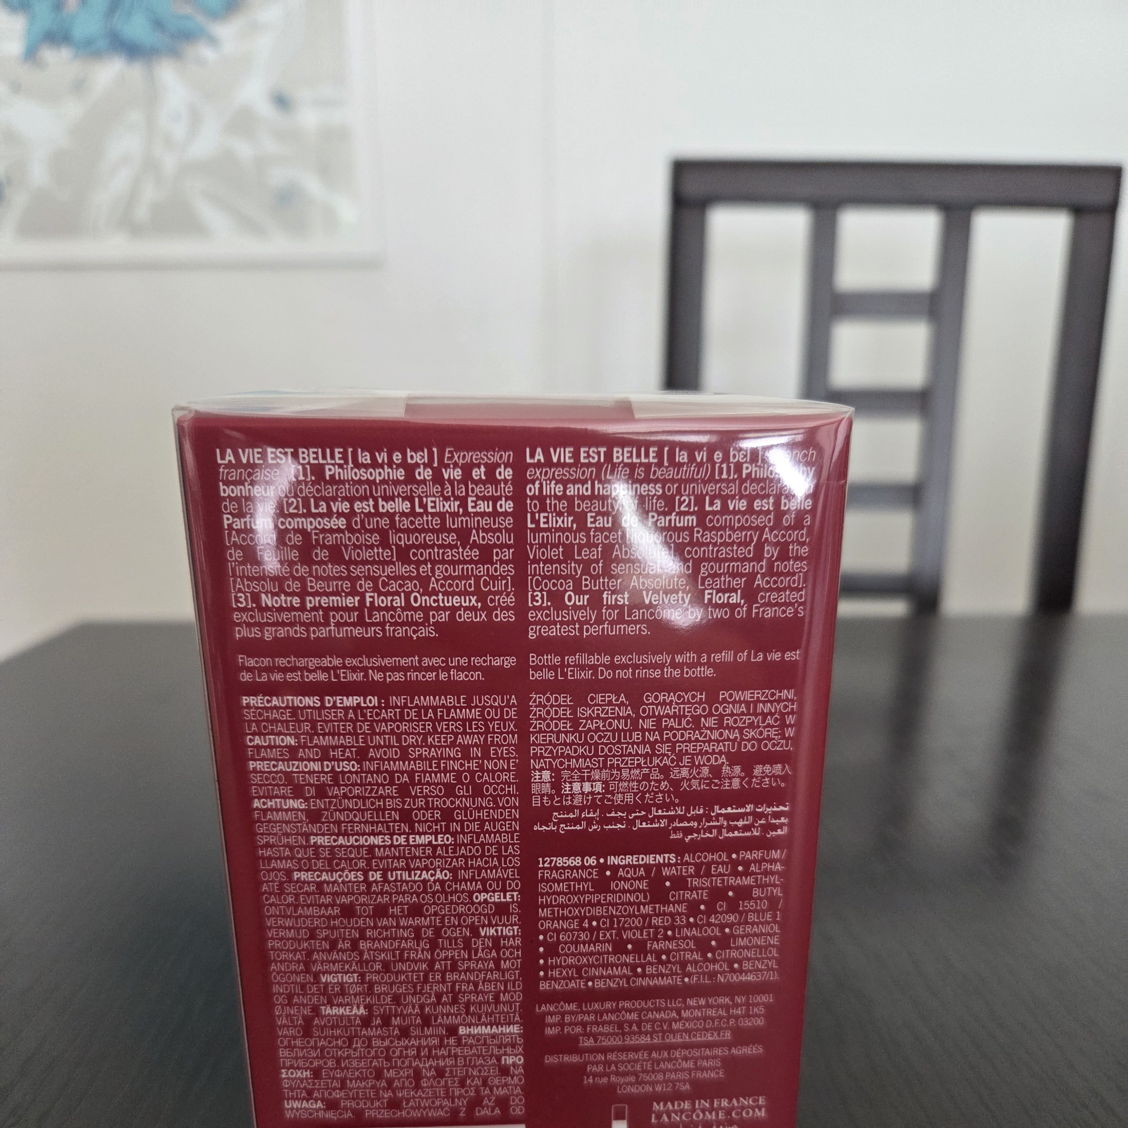 LA VIE EST BELLE [ la vi e bɛl ] Expression
française [1]. Philosophie de vie et de
bonheur ou déclaration universelle à la beauté
de la vie. [2]. La vie est belle L'Elixir, Eau de
Parfum composée d'une facette lumineuse
[Accord de Framboise liquoreuse, Absolu
de Feuille de Violette] contrastée par
l'intensité de notes sensuelles et gourmandes
[Absolu de Beurre de Cacao, Accord Cuir].
[3]. Notre premier Floral Onctueux, créé
exclusivement pour Lancôme par deux des
plus grands parfumeurs français.
Flacon rechargeable exclusivement avec une recharge
de La vie est belle L'Elixir. Ne pas rincer le flacon.
PRÉCAUTIONS D'EMPLOI : INFLAMMABLE JUSQU'A
SÉCHAGE. UTILISER A L'ECART DE LA FLAMME OU DE
LA CHALEUR. EVITER DE VAPORISER VERS LES YEUX.
CAUTION: FLAMMABLE UNTIL DRY. KEEP AWAY FROM
FLAMES AND HEAT. AVOID SPRAYING IN EYES.
PRECAUZIONI D'USO: INFIAMMABILE FINCHE' NON E'
SECCO. TENERE LONTANO DA FIAMME O CALORE.
EVITARE DI VAPORIZZARE VERSO GLI OCCHI.
ACHTUNG: ENTZÜNDLICH BIS ZUR TROCKNUNG. VON
FLAMMEN, ZÜNDQUELLEN ODER GLÜHENDEN
GEGENSTÄNDEN FERNHALTEN. NICHT IN DIE AUGEN
SPRÜHEN. PRECAUCIONES DE EMPLEO: INFLAMABLE
HASTA QUE SE SEQUE. MANTENER ALEJADO DE LAS
LLAMAS O DEL CALOR. EVITAR VAPORIZAR HACIA LOS
OJOS. PRECAUÇÕES DE UTILIZAÇÃO: INFLAMÁVEL
ATÉ SECAR. MANTER AFASTADO DA CHAMA OU DO
CALOR. EVITAR VAPORIZAR PARA OS OLHOS. OPGELET:
ONTVLAMBAAR TOT HET OPGEDROOGD IS.
VERWIJDERD HOUDEN VAN WARMTE EN OPEN VUUR.
VERMIJD SPUITEN RICHTING DE OGEN. VIKTIGT:
PRODUKTEN ÄR BRANDFARLIG TILLS DEN HAR
TORKAT. ANVÄNDS ÅTSKILT FRÅN ÖPPEN LÅGA OCH
ANDRA VÄRMEKÄLLOR. UNDVIK ATT SPRAYA MOT
ÖGONEN. VIGTIGT: PRODUKTET ER BRANDFARLIGT,
INDTIL DET ER TØRT. BRUGES FJERNT FRA ÅBEN ILD
OG ANDEN VARMEKILDE. UNDGÅ AT SPRAYE MOD
ØJNENE. TÄRKEÄÄ: SYTTYVÄÄ KUNNES KUIVUNUT.
VÄLTÄ AVOTULTA JA MUITA LÄMMÖNLÄHTEITÄ.
VARO SUIHKUTTAMASTA SILMIIN. ВНИМАНИЕ:
ОГНЕОПАСНО ДО ВЫСЫХАНИЯ! НЕ РАСПЫЛЯТЬ
ВБЛИЗИ ОТКРЫТОГО ОГНЯ И НАГРЕВАТЕЛЬНЫХ
ПРИБОРОВ. ИЗБЕГАТЬ ПОПАДАНИЯ В ГЛАЗА. ΠΡΟ
ΣΟΧΗ: ΕΥΦΛΕΚΤΟ ΜΕΧΡΙ ΝΑ ΣΤΕΓΝΩΣΕΙ. ΝΑ
ΦΥΛΑΣΣΕΤΑΙ ΜΑΚΡΥΑ ΑΠΟ ΦΛΟΓΕΣ ΚΑΙ ΘΕΡΜΟ
ΤΗΤΑ. ΑΠΟΦΕΥΓΕΤΕ ΝΑ ΨΕΚΑΖΕΤΕ ΠΡΟΣ ΤΑ ΜΑΤΙΑ.
UWAGA: PRODUKT ŁATWOPALNY AŻ DO
WYSCHNIĘCIA. PRZECHOWYWAĆ Z DALA OD
LA VIE EST BELLE [ la vi e bɛl ] French
expression (Life is beautiful) [1]. Philosophy
of life and happiness or universal declaration
to the beauty of life. [2]. La vie est belle
L'Elixir, Eau de Parfum composed of a
luminous facet [liquorous Raspberry Accord,
Violet Leaf Absolute], contrasted by the
intensity of sensual and gourmand notes
[Cocoa Butter Absolute, Leather Accord].
[3]. Our first Velvety Floral, created
exclusively for Lancôme by two of France's
greatest perfumers.
Bottle refillable exclusively with a refill of La vie est
belle L'Elixir. Do not rinse the bottle.
ŹRÓDEŁ CIEPŁA, GORĄCYCH POWIERZCHNI,
ŹRÓDEŁ ISKRZENIA, OTWARTEGO OGNIA I INNYCH
ŹRÓDEŁ ZAPŁONU. NIE PALIĆ. NIE ROZPYLAĆ W
KIERUNKU OCZU LUB NA PODRAŻNIONĄ SKÓRĘ; W
PRZYPADKU DOSTANIA SIĘ PREPARATU DO OCZU,
NATYCHMIAST PRZEPŁUKAĆ JE WODĄ.
注意: 完全干燥前为易燃产品。远离火源、热源。避免喷入
眼睛。注意事項: 可燃性のため、火気にご注意ください。
目もとは避けてご使用ください。
تحذيرات الاستعمال : قابل للاشتعال حتى يجف . إبقاء المنتج
بعيداً عن اللهب والشرار ومصادر الاشتعال . تجنب رش المنتج باتجاه
العين . للاستعمال الخارجي فقط
1278568 06 • INGREDIENTS: ALCOHOL • PARFUM /
FRAGRANCE • AQUA / WATER / EAU • ALPHA-
ISOMETHYL IONONE • TRIS(TETRAMETHYL-
HYDROXYPIPERIDINOL) CITRATE • BUTYL
METHOXYDIBENZOYLMETHANE • CI 15510 /
ORANGE 4 • CI 17200 / RED 33 • CI 42090 / BLUE 1
• CI 60730 / EXT. VIOLET 2 • LINALOOL • GERANIOL
• COUMARIN • FARNESOL • LIMONENE
• HYDROXYCITRONELLAL • CITRAL • CITRONELLOL
• HEXYL CINNAMAL • BENZYL ALCOHOL • BENZYL
BENZOATE • BENZYL CINNAMATE • (F.I.L : N70044637/1).
LANCÔME, LUXURY PRODUCTS LLC, NEW YORK, NY 10001
IMP. BY/PAR LANCÔME CANADA, MONTREAL H4T 1K5
IMP. POR: FRABEL, S.A. DE C.V. MÉXICO D.F. C.P. 03200
TSA 75000 93584 ST OUEN CEDEX FR
DISTRIBUTION RÉSERVÉE AUX DÉPOSITAIRES AGRÉÉS
PAR LA SOCIÉTÉ LANCÔME PARIS
14 rue Royale 75008 PARIS FRANCE
LONDON W12 7SA
MADE IN FRANCE
LANCÔME.COM